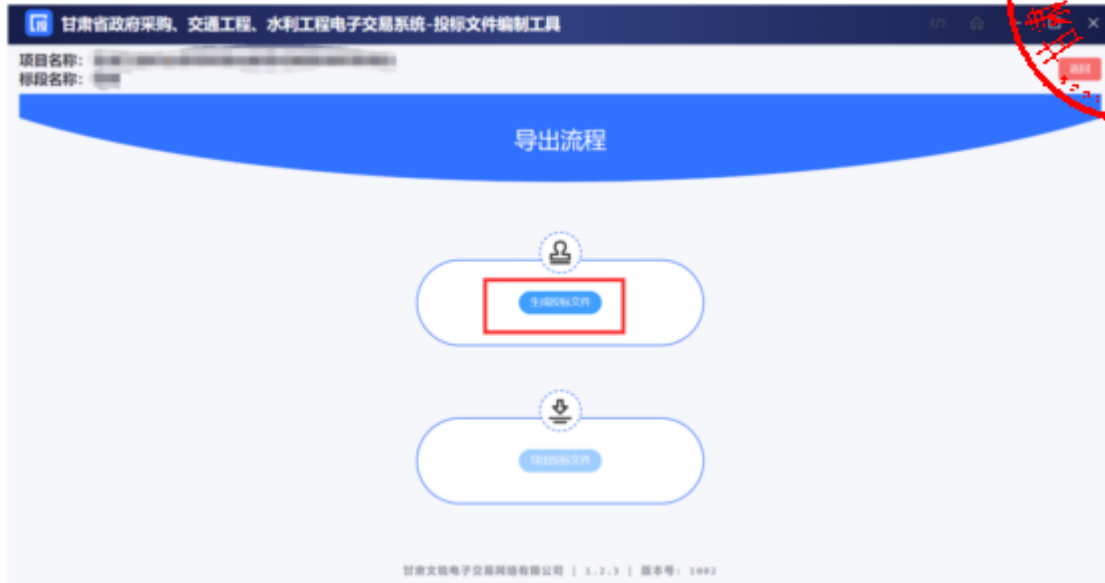 甘肃省政府采购、交通工程、水利工程电子交易系统-投标文件编制工具
项目名称：
标段名称：
返回
导出流程
生成投标文件
导出投标文件
甘肃文锐电子交易网络有限公司 | 1.2.3 | 版本号: 1002